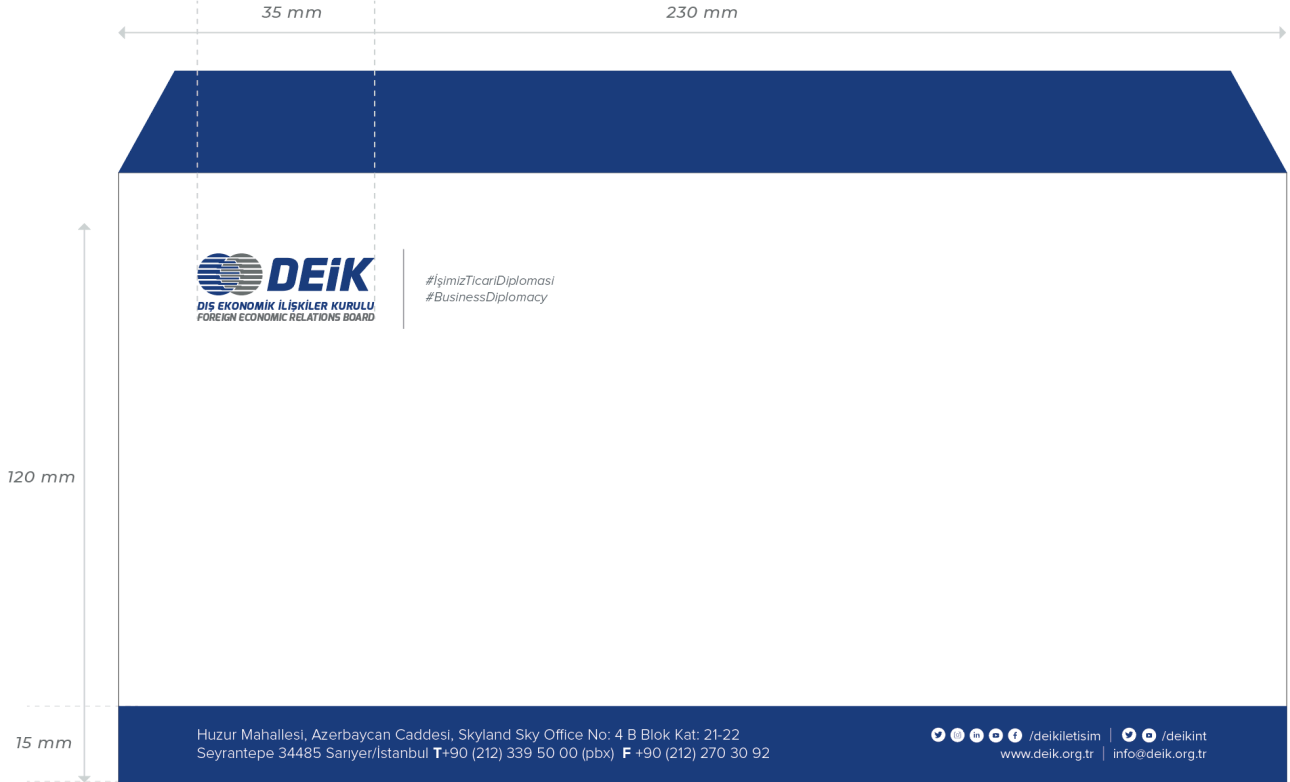 35 mm
230 mm
DEiK
DIŞ EKONOMİK İLİŞKİLER KURULU
FOREIGN ECONOMIC RELATIONS BOARD
#İşimizTicariDiplomasi
#BusinessDiplomacy
120 mm
15 mm
Huzur Mahallesi, Azerbaycan Caddesi, Skyland Sky Office No: 4 B Blok Kat: 21-22
Seyrantepe 34485 Sarıyer/İstanbul T+90 (212) 339 50 00 (pbx) F +90 (212) 270 30 92
/deikiletisim | /deikint
www.deik.org.tr | info@deik.org.tr